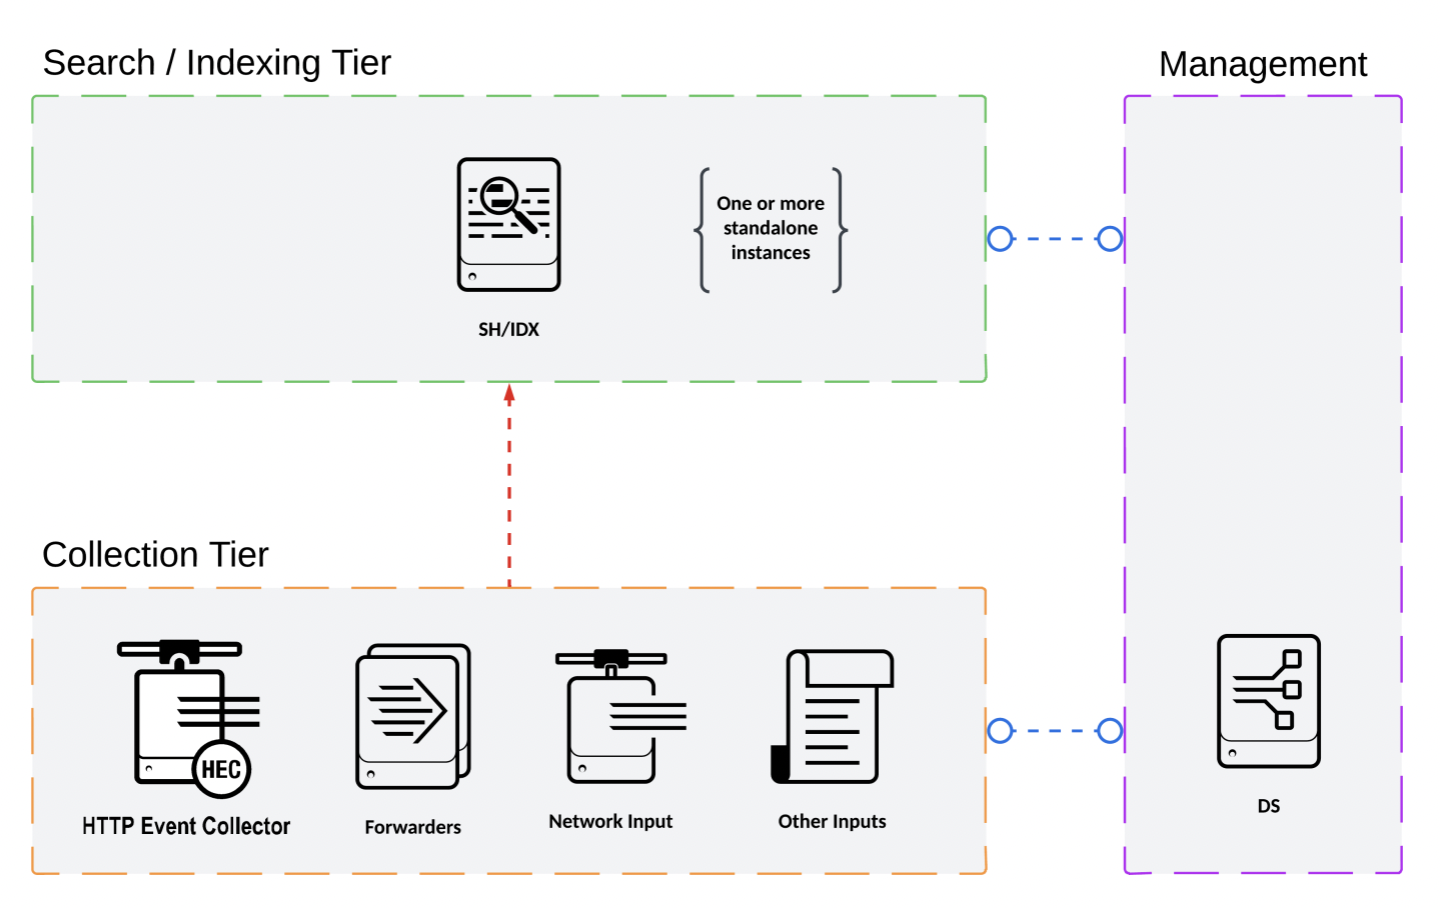 Search / Indexing Tier
Management
One or more
standalone
instances
SH/IDX
Collection Tier
HEC
HTTP Event Collector
Forwarders
Network Input
Other Inputs
DS